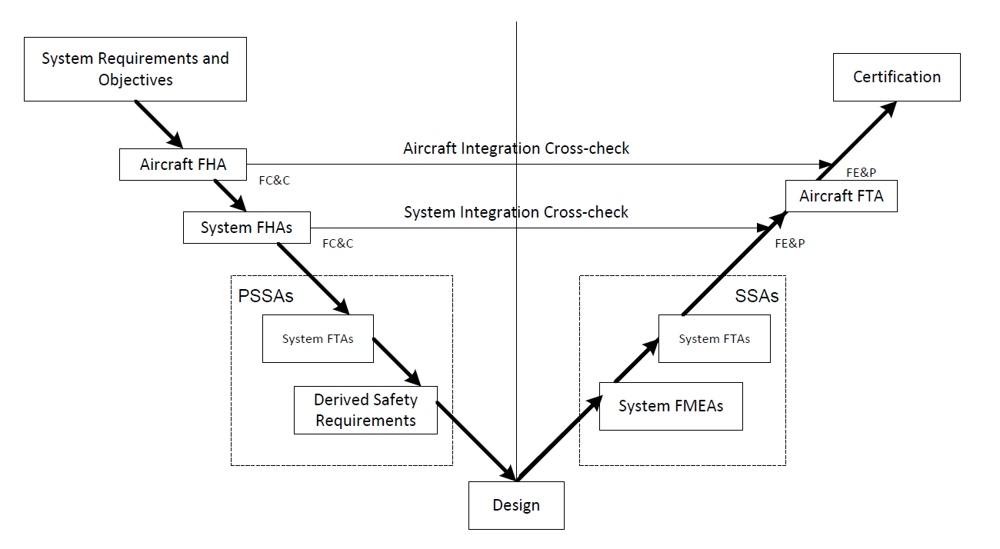 System Requirements and
Objectives
Certification
Aircraft Integration Cross-check
Aircraft FHA
FC&C
FE&P
Aircraft FTA
System Integration Cross-check
System FHAs
FC&C
FE&P
PSSAs
SSAs
System FTAs
System FTAs
Derived Safety
Requirements
System FMEAs
Design